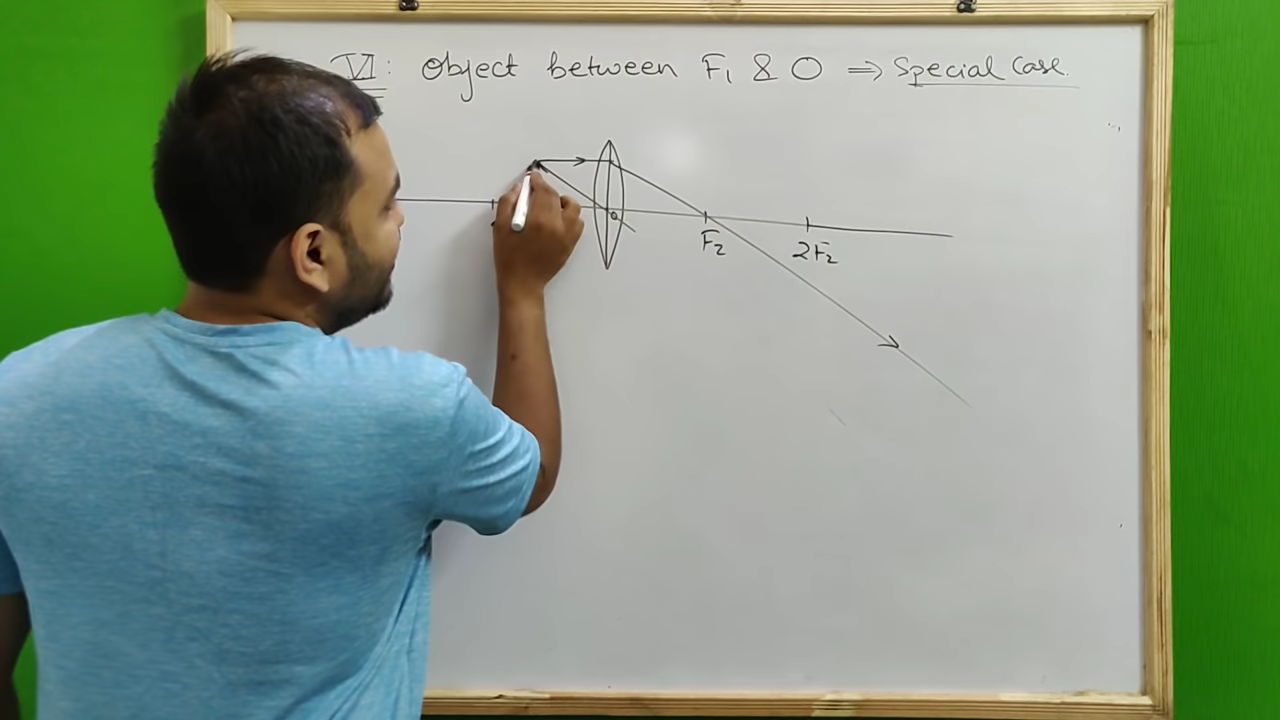 VI: Object between F₁ & O ⇒ Special Case.
O
F₂
2F₂